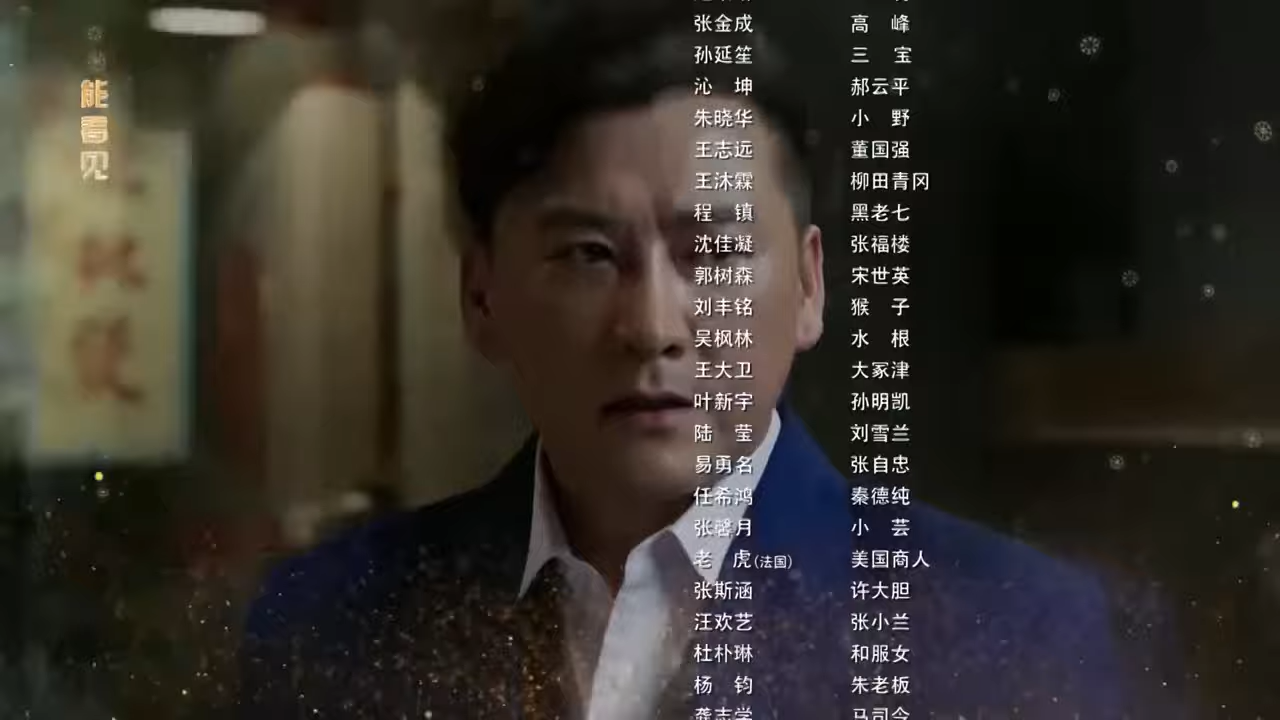 能看见
张金成 高峰
孙延笙 三宝
沁坤 郝云平
朱晓华 小野
王志远 董国强
王沐霖 柳田青冈
程镇 黑老七
沈佳凝 张福楼
郭树森 宋世英
刘丰铭 猴子
吴枫林 水根
王大卫 大冢津
叶新宇 孙明凯
陆莹 刘雪兰
易勇名 张自忠
任希鸿 秦德纯
张馨月 小芸
老虎(法国) 美国商人
张斯涵 许大胆
汪欢艺 张小兰
杜朴琳 和服女
杨钧 朱老板
龚志学 马司令